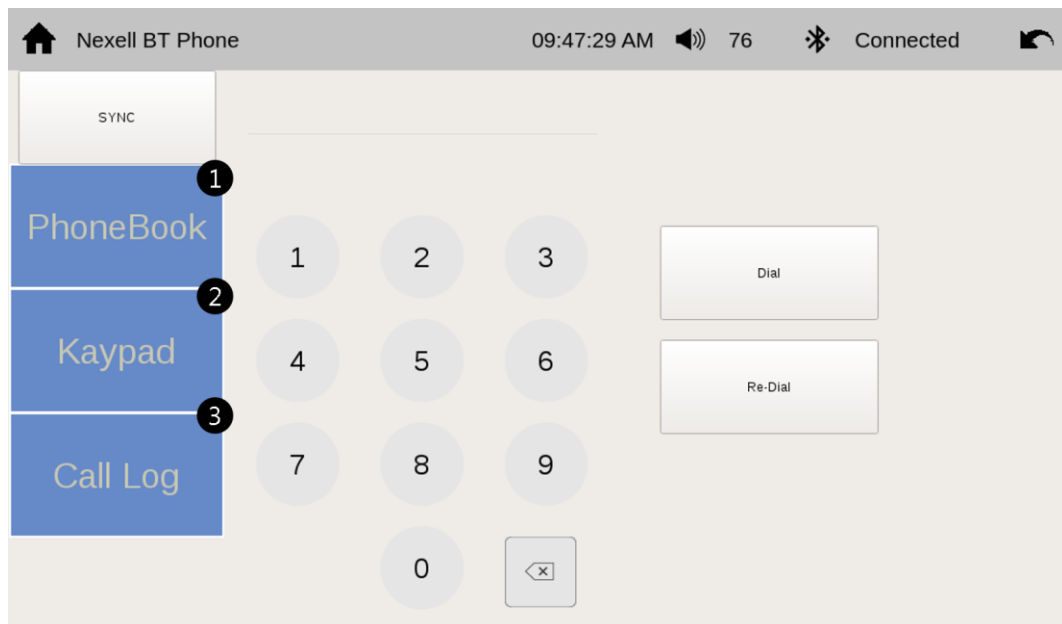 Nexell BT Phone 09:47:29 AM 76 Connected
SYNC
1
PhoneBook
2
Kaypad
3
Call Log
1 2 3
4 5 6
7 8 9
0
Dial
Re-Dial